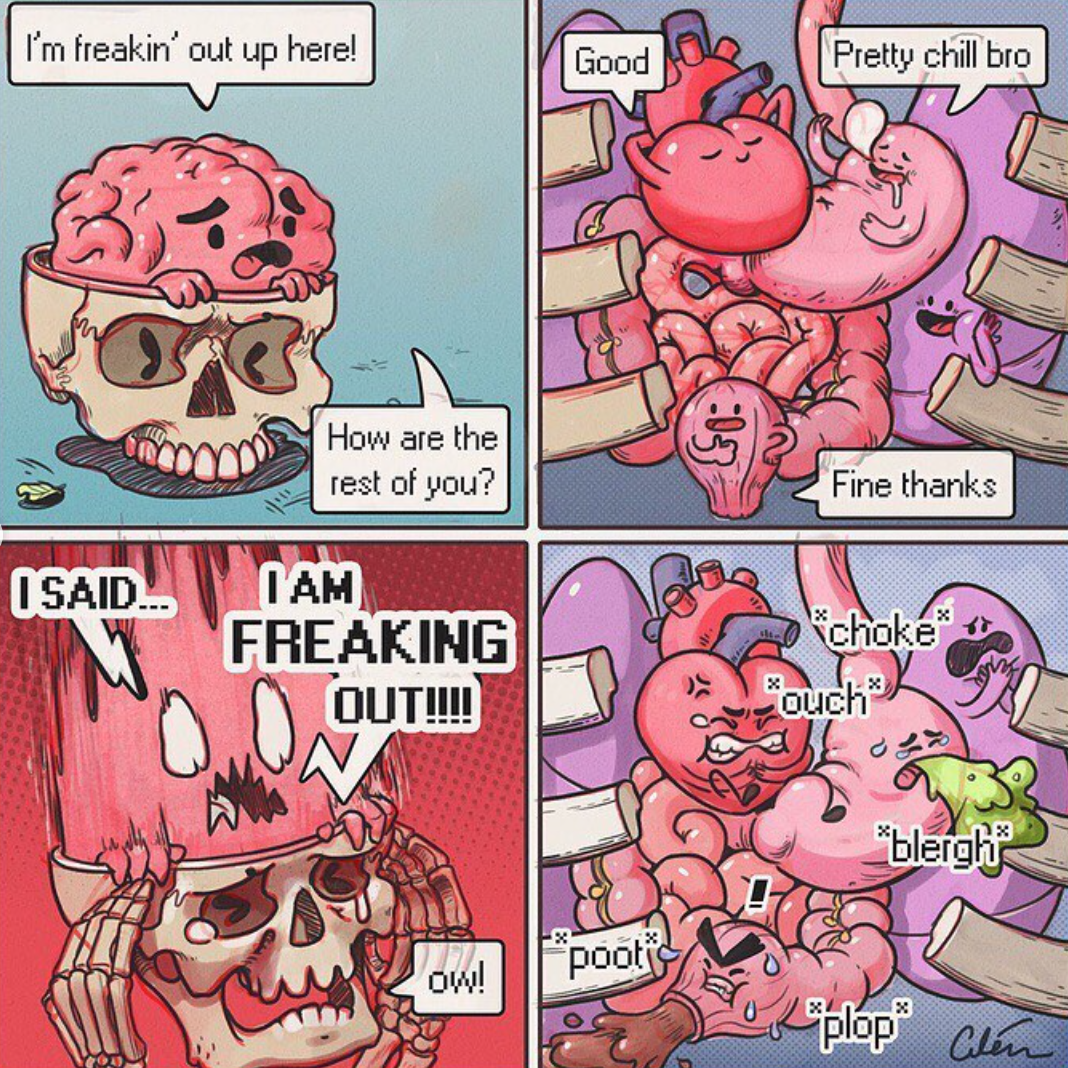 I'm freakin' out up here!
How are the
rest of you?
Good
Pretty chill bro
Fine thanks
I SAID...
I AM
FREAKING
OUT!!!!
ow!
*choke*
*ouch*
*blergh*
!
*poot*
*plop*